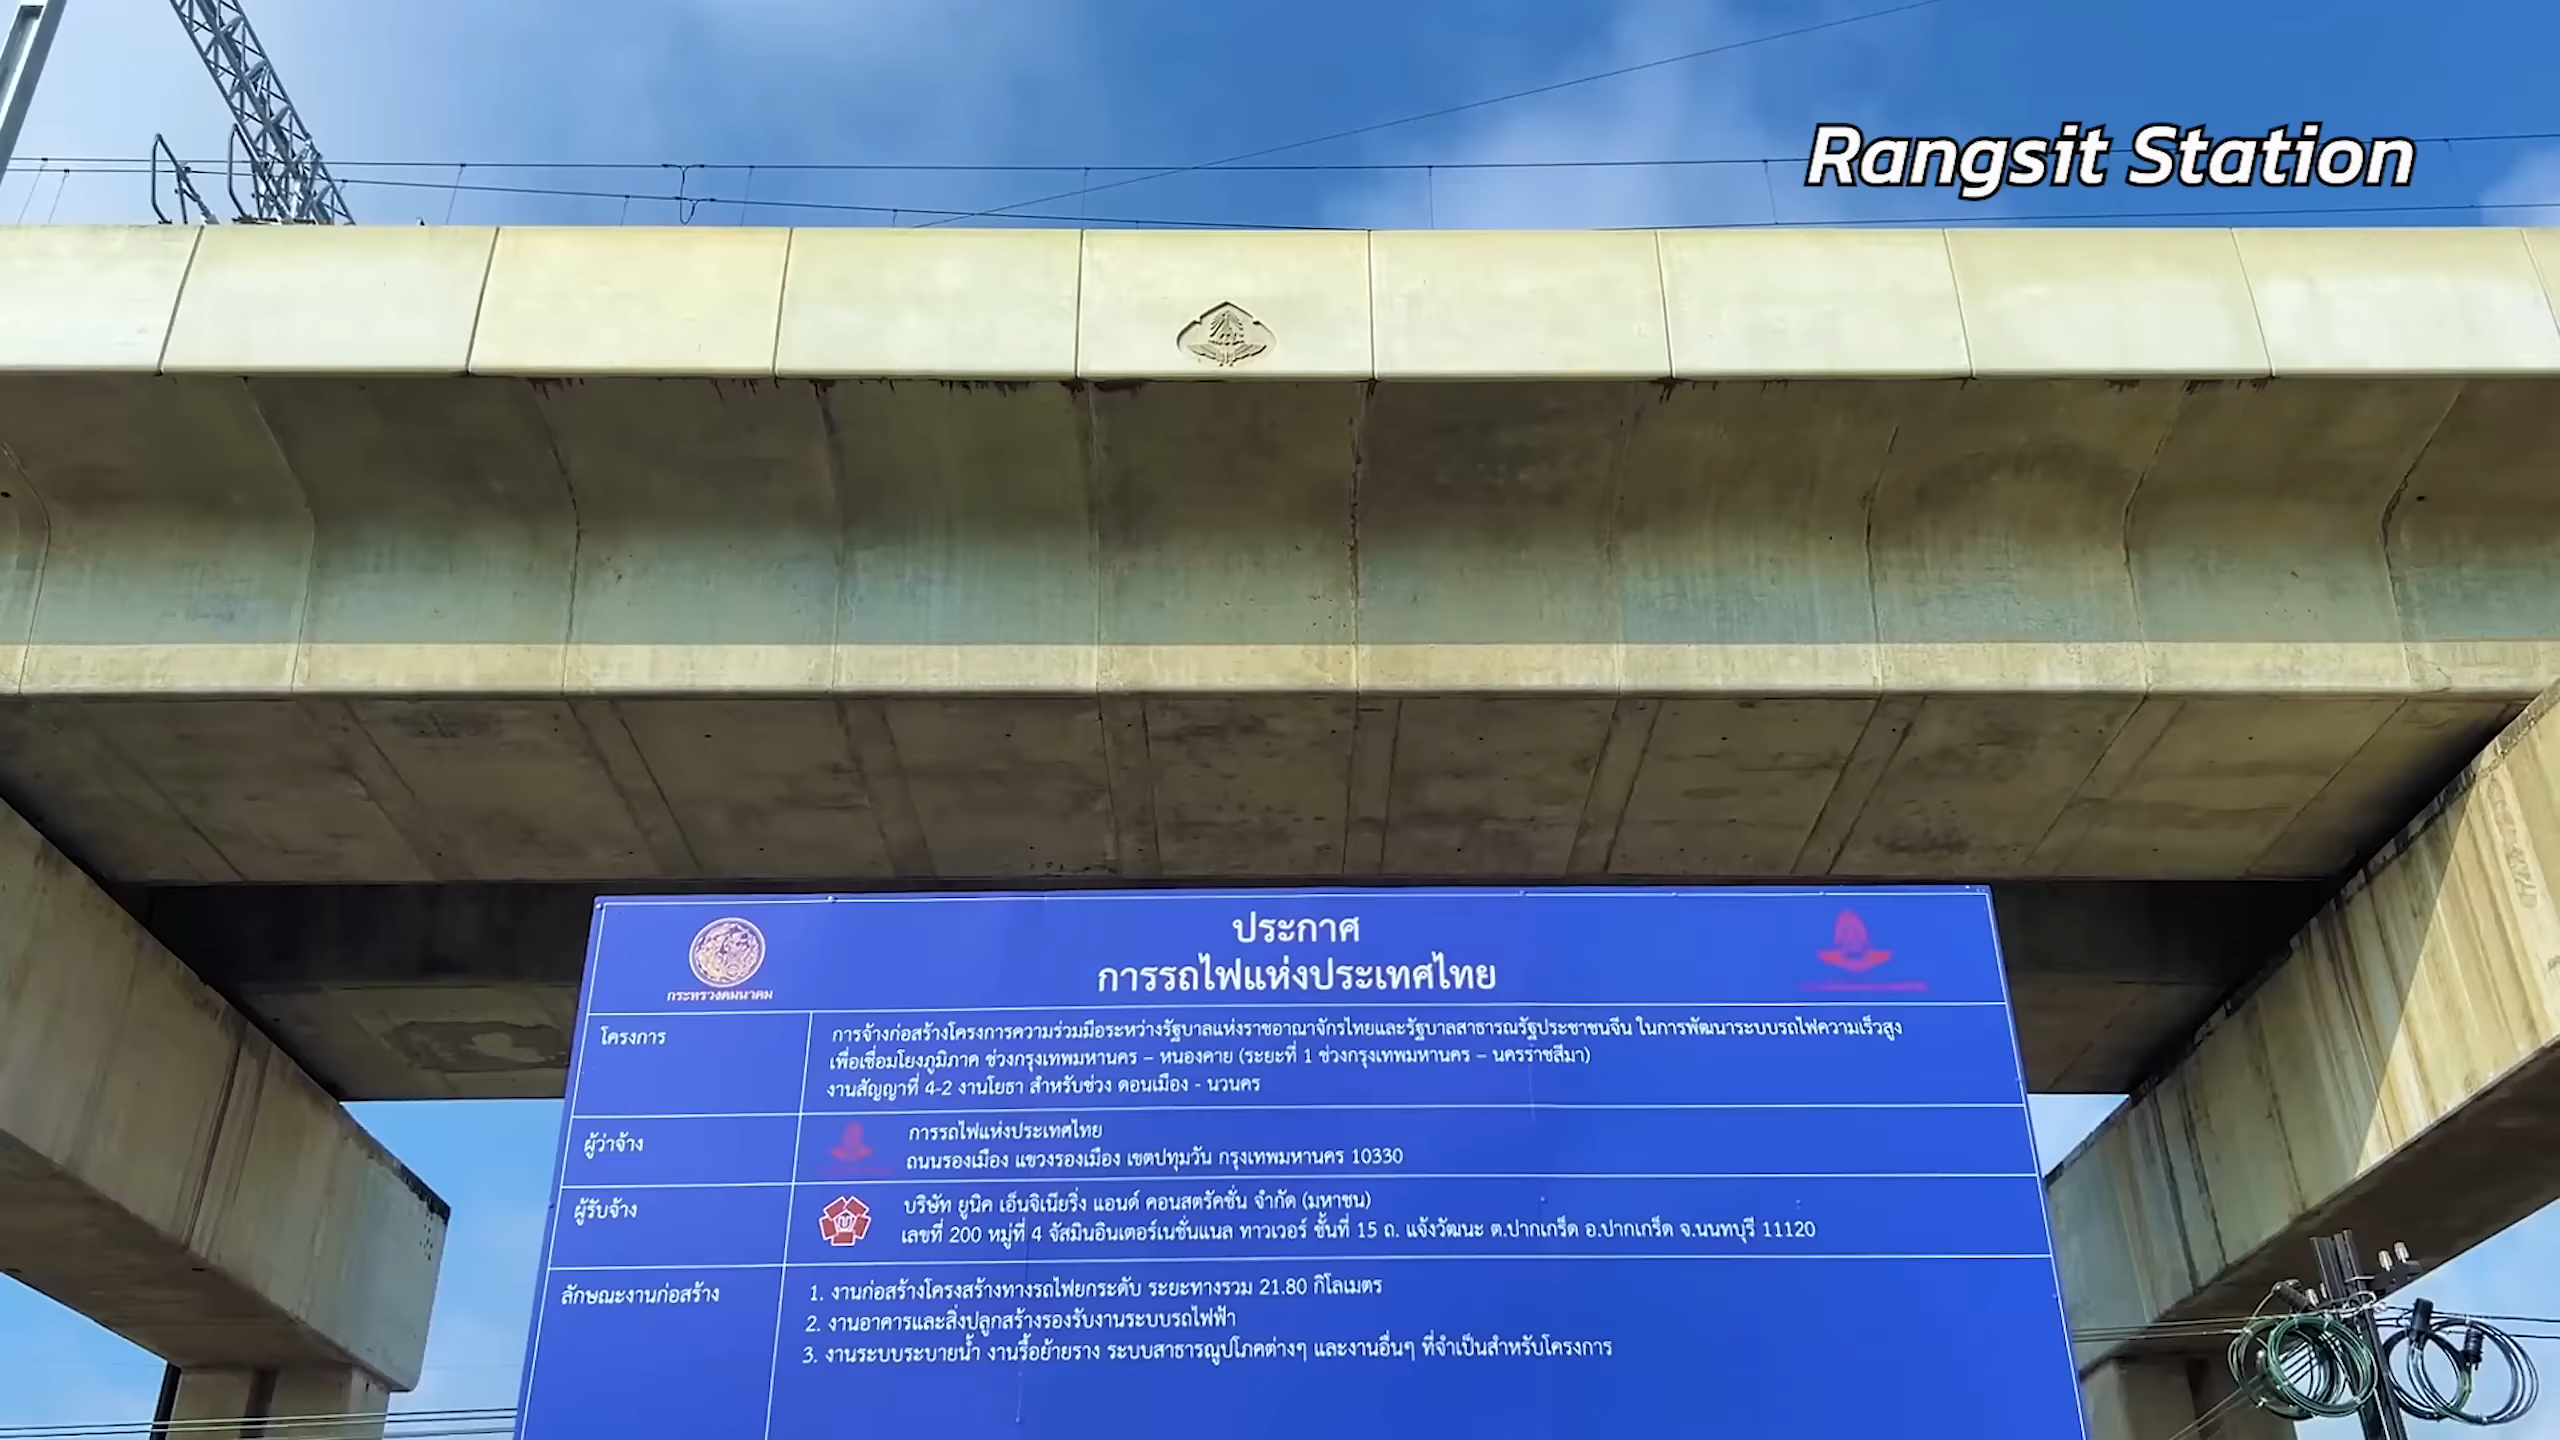 Rangsit Station
ประกาศ
การรถไฟแห่งประเทศไทย
กระทรวงคมนาคม
โครงการ
การจ้างก่อสร้างโครงการความร่วมมือระหว่างรัฐบาลแห่งราชอาณาจักรไทยและรัฐบาลสาธารณรัฐประชาชนจีน ในการพัฒนาระบบรถไฟความเร็วสูง
เพื่อเชื่อมโยงภูมิภาค ช่วงกรุงเทพมหานคร – หนองคาย (ระยะที่ 1 ช่วงกรุงเทพมหานคร – นครราชสีมา)
งานสัญญาที่ 4-2 งานโยธา สำหรับช่วง ดอนเมือง - นวนคร
ผู้ว่าจ้าง
การรถไฟแห่งประเทศไทย
ถนนรองเมือง แขวงรองเมือง เขตปทุมวัน กรุงเทพมหานคร 10330
ผู้รับจ้าง
บริษัท ยูนิค เอ็นจิเนียริ่ง แอนด์ คอนสตรัคชั่น จำกัด (มหาชน)
เลขที่ 200 หมู่ที่ 4 จัสมินอินเตอร์เนชั่นแนล ทาวเวอร์ ชั้นที่ 15 ถ. แจ้งวัฒนะ ต.ปากเกร็ด อ.ปากเกร็ด จ.นนทบุรี 11120
ลักษณะงานก่อสร้าง
1. งานก่อสร้างโครงสร้างทางรถไฟยกระดับ ระยะทางรวม 21.80 กิโลเมตร
2. งานอาคารและสิ่งปลูกสร้างรองรับงานระบบรถไฟฟ้า
3. งานระบบระบายน้ำ งานรื้อย้ายราง ระบบสาธารณูปโภคต่างๆ และงานอื่นๆ ที่จำเป็นสำหรับโครงการ